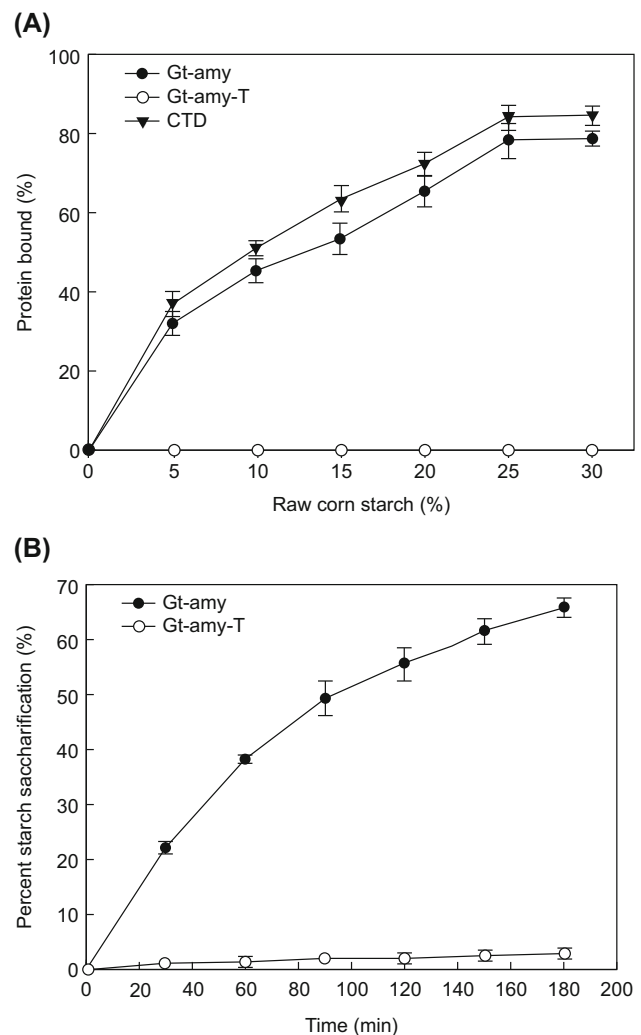 (A)
100
80
60
40
20
0
Protein bound (%)
Gt-amy
Gt-amy-T
CTD
0 5 10 15 20 25 30
Raw corn starch (%)
(B)
70
60
50
40
30
20
10
0
Percent starch saccharification (%)
Gt-amy
Gt-amy-T
0 20 40 60 80 100 120 140 160 180 200
Time (min)